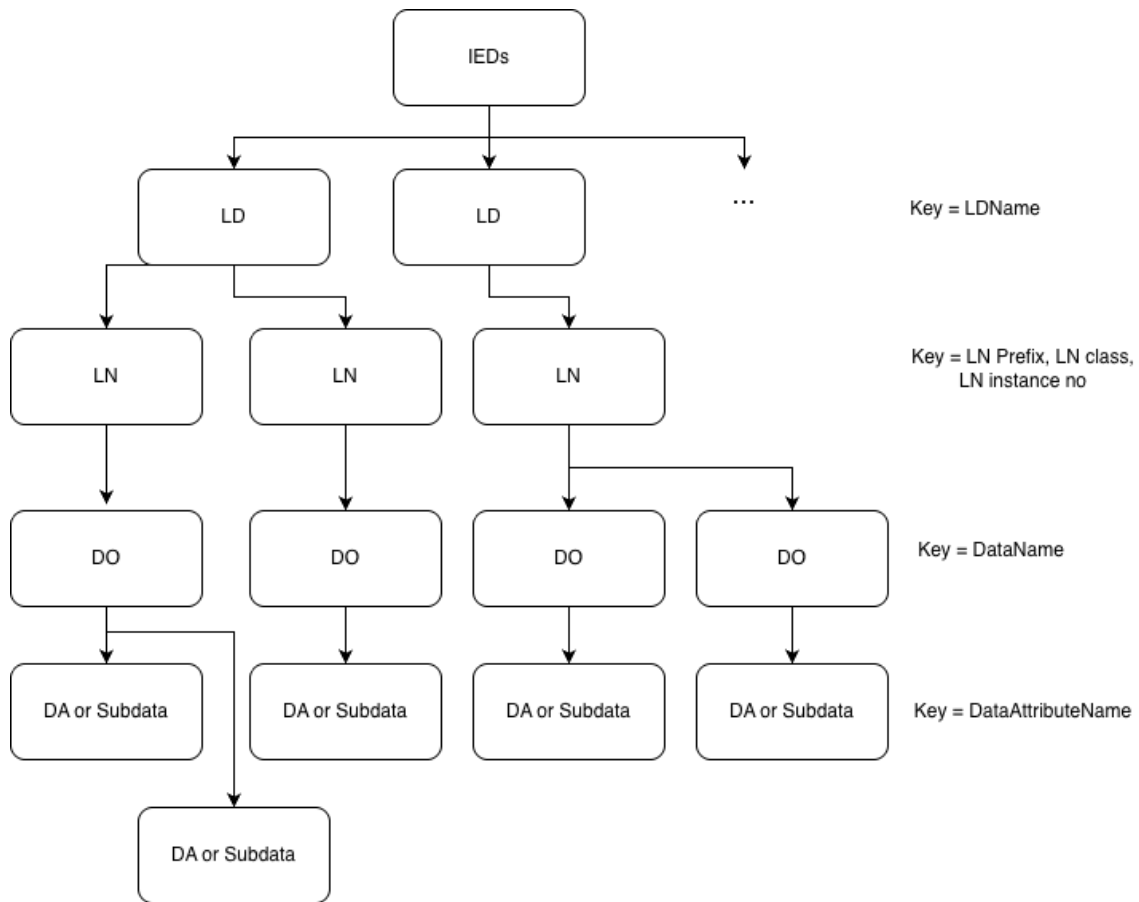 IEDs
LD
LD
...
Key = LDName
LN
LN
LN
Key = LN Prefix, LN class,
LN instance no
DO
DO
DO
DO
Key = DataName
DA or Subdata
DA or Subdata
DA or Subdata
DA or Subdata
Key = DataAttributeName
DA or Subdata